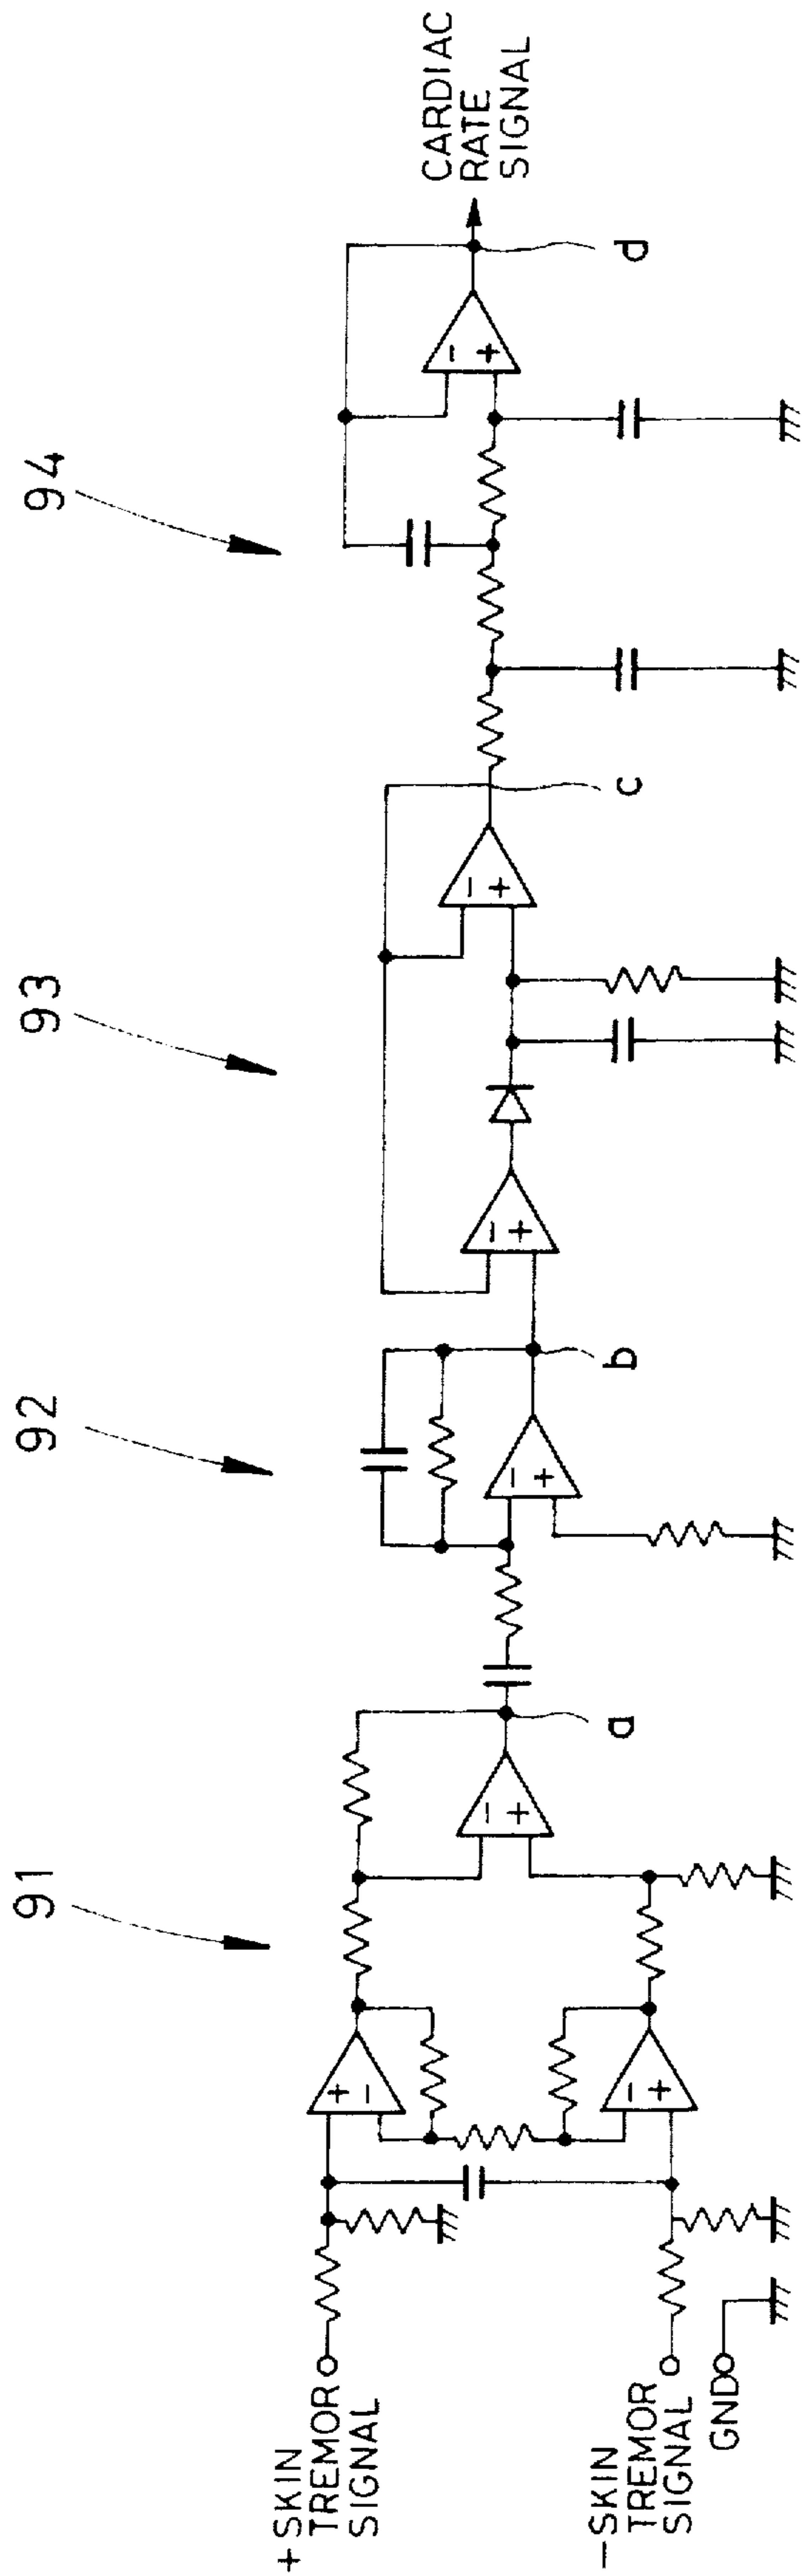 91
92
93
94
+SKIN
TREMOR
SIGNAL
−SKIN
TREMOR
SIGNAL
GND
+
−
−
+
−
+
a
−
+
b
−
+
−
+
c
−
+
d
CARDIAC
RATE
SIGNAL